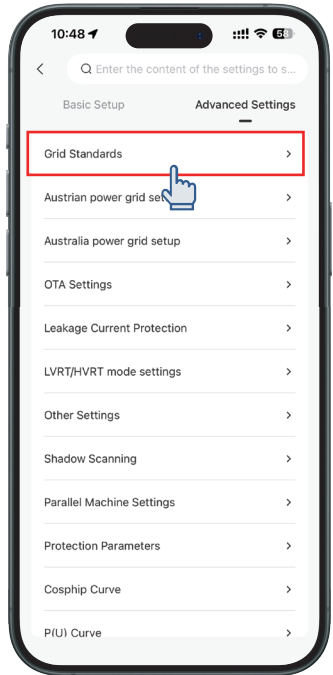 10:48
58
Enter the content of the settings to s...
Basic Setup
Advanced Settings
Grid Standards
Austrian power grid set
Australia power grid setup
OTA Settings
Leakage Current Protection
LVRT/HVRT mode settings
Other Settings
Shadow Scanning
Parallel Machine Settings
Protection Parameters
Cosphip Curve
P(U) Curve